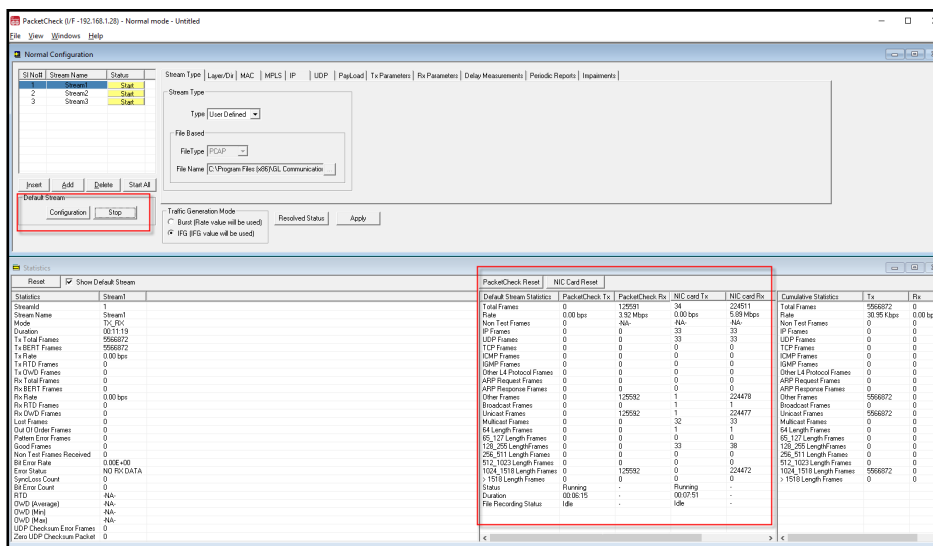 PacketCheck (I/F -192.168.1.28) - Normal mode - Untitled
File View Windows Help
Normal Configuration
Sl No# Stream Name Status
1 Stream1 Start
2 Stream2 Start
3 Stream3 Start
Insert Add Delete Start All
Default Stream
Configuration Stop
Stream Type Layer/Dir MAC MPLS IP UDP PayLoad Tx Parameters Rx Parameters Delay Measurements Periodic Reports Impairments
Stream Type
Type User Defined
File Based
FileType PCAP
File Name C:\Program Files (x86)\GL Communication ...
Traffic Generation Mode
Burst (Rate value will be used)
IFG (IFG value will be used)
Resolved Status Apply
Statistics
Reset Show Default Stream
Statistics Stream1
StreamId 1
Stream Name Stream1
Mode TX_RX
Duration 00:11:19
Tx Total Frames 5566872
Tx BERT Frames 5566872
Tx Rate 0.00 bps
Tx RTD Frames 0
Tx OWD Frames 0
Rx Total Frames 0
Rx BERT Frames 0
Rx Rate 0.00 bps
Rx RTD Frames 0
Rx OWD Frames 0
Lost Frames 0
Out Of Order Frames 0
Pattern Error Frames 0
Good Frames 0
Non Test Frames Received 0
Bit Error Rate 0.00E+00
Error Status NO RX DATA
SyncLoss Count 0
Bit Error Count 0
RTD -NA-
OWD (Average) -NA-
OWD (Min) -NA-
OWD (Max) -NA-
UDP Checksum Error Frames 0
Zero UDP Checksum Packet 0
PacketCheck Reset NIC Card Reset
Default Stream Statistics PacketCheck Tx PacketCheck Rx NIC card Tx NIC card Rx
Total Frames 0 125591 34 224511
Rate 0.00 bps 3.92 Mbps 0.00 bps 5.89 Mbps
Non Test Frames 0 -NA- -NA- -NA-
IP Frames 0 0 33 33
UDP Frames 0 0 33 33
TCP Frames 0 0 0 0
ICMP Frames 0 0 0 0
IGMP Frames 0 0 0 0
Other L4 Protocol Frames 0 0 0 0
ARP Request Frames 0 0 0 0
ARP Response Frames 0 0 0 0
Other Frames 0 125592 1 224478
Broadcast Frames 0 0 1 1
Unicast Frames 0 125592 1 224477
Multicast Frames 0 0 32 33
64 Length Frames 0 0 1 1
65_127 Length Frames 0 0 0 0
128_255 LengthFrames 0 0 33 38
256_511 Length Frames 0 0 0 0
512_1023 Length Frames 0 0 0 0
1024_1518 Length Frames 0 125592 0 224472
> 1518 Length Frames 0 0 0 0
Status Running - Running -
Duration 00:06:15 - 00:07:51 -
File Recording Status Idle - Idle -
Cumulative Statistics Tx Rx
Total Frames 5566872 0
Rate 30.95 Kbps 0.00 bp
Non Test Frames 0 0
IP Frames 0 0
UDP Frames 0 0
TCP Frames 0 0
ICMP Frames 0 0
IGMP Frames 0 0
Other L4 Protocol Frames 0 0
ARP Request Frames 0 0
ARP Response Frames 0 0
Other Frames 5566872 0
Broadcast Frames 0 0
Unicast Frames 5566872 0
Multicast Frames 0 0
64 Length Frames 0 0
65_127 Length Frames 0 0
128_255 Length Frames 0 0
256_511 Length Frames 0 0
512_1023 Length Frames 0 0
1024_1518 Length Frames 5566872 0
> 1518 Length Frames 0 0